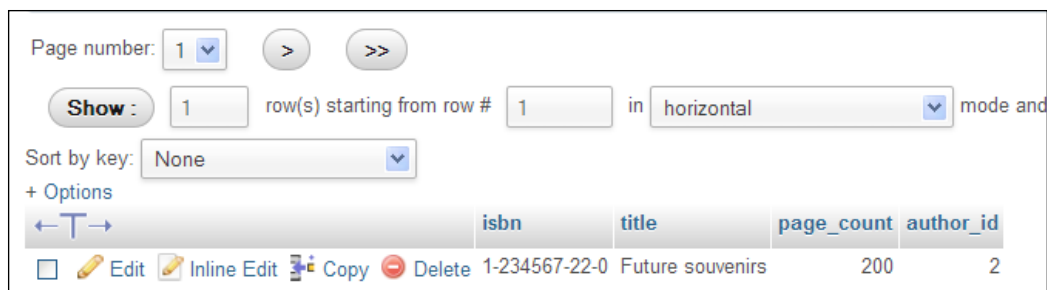 Page number: 1 > >>
Show : 1 row(s) starting from row # 1 in horizontal mode and
Sort by key: None
+ Options
←T→ isbn title page_count author_id
Edit Inline Edit Copy Delete 1-234567-22-0 Future souvenirs 200 2